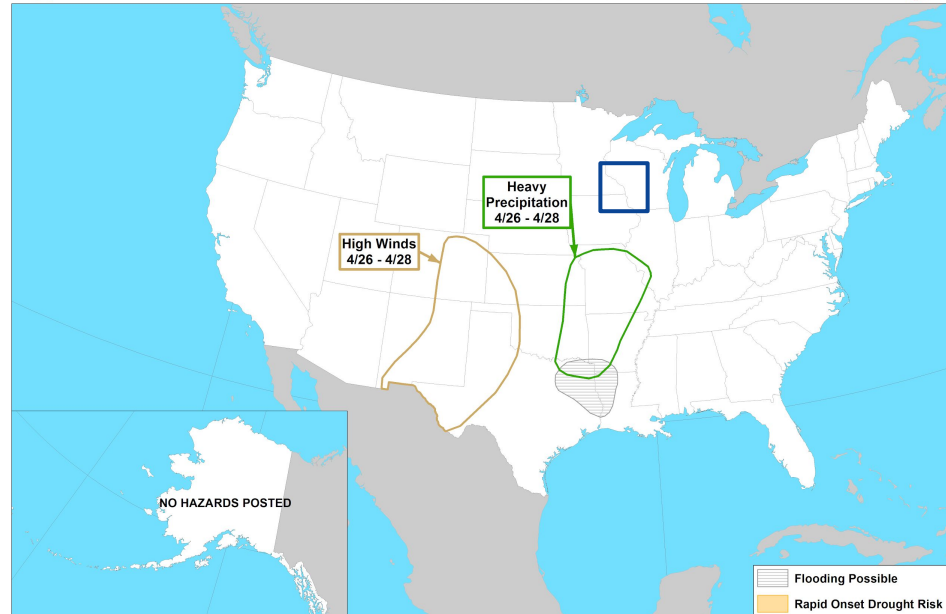 Heavy
Precipitation
4/26 - 4/28
High Winds
4/26 - 4/28
NO HAZARDS POSTED
Flooding Possible
Rapid Onset Drought Risk